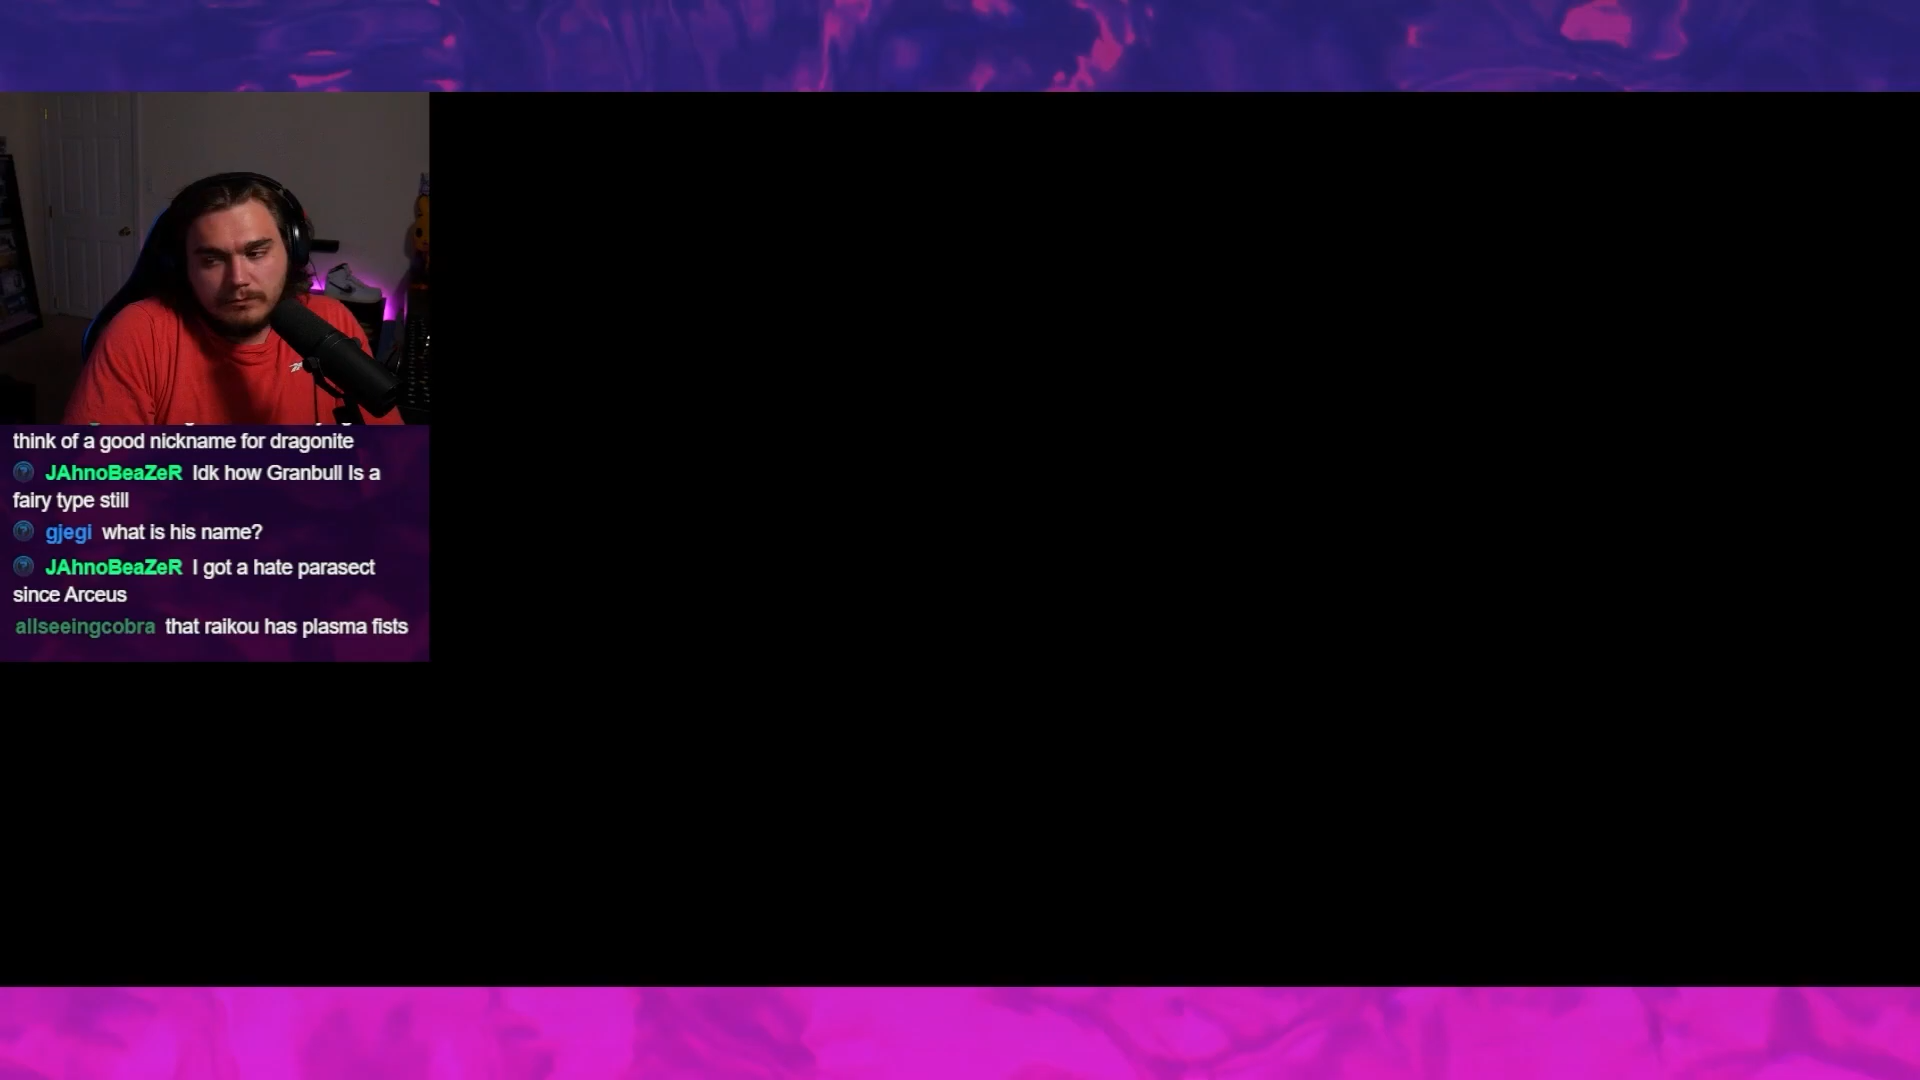 think of a good nickname for dragonite
JAhnoBeaZeR Idk how Granbull Is a
fairy type still
gjegi what is his name?
JAhnoBeaZeR I got a hate parasect
since Arceus
allseeingcobra that raikou has plasma fists